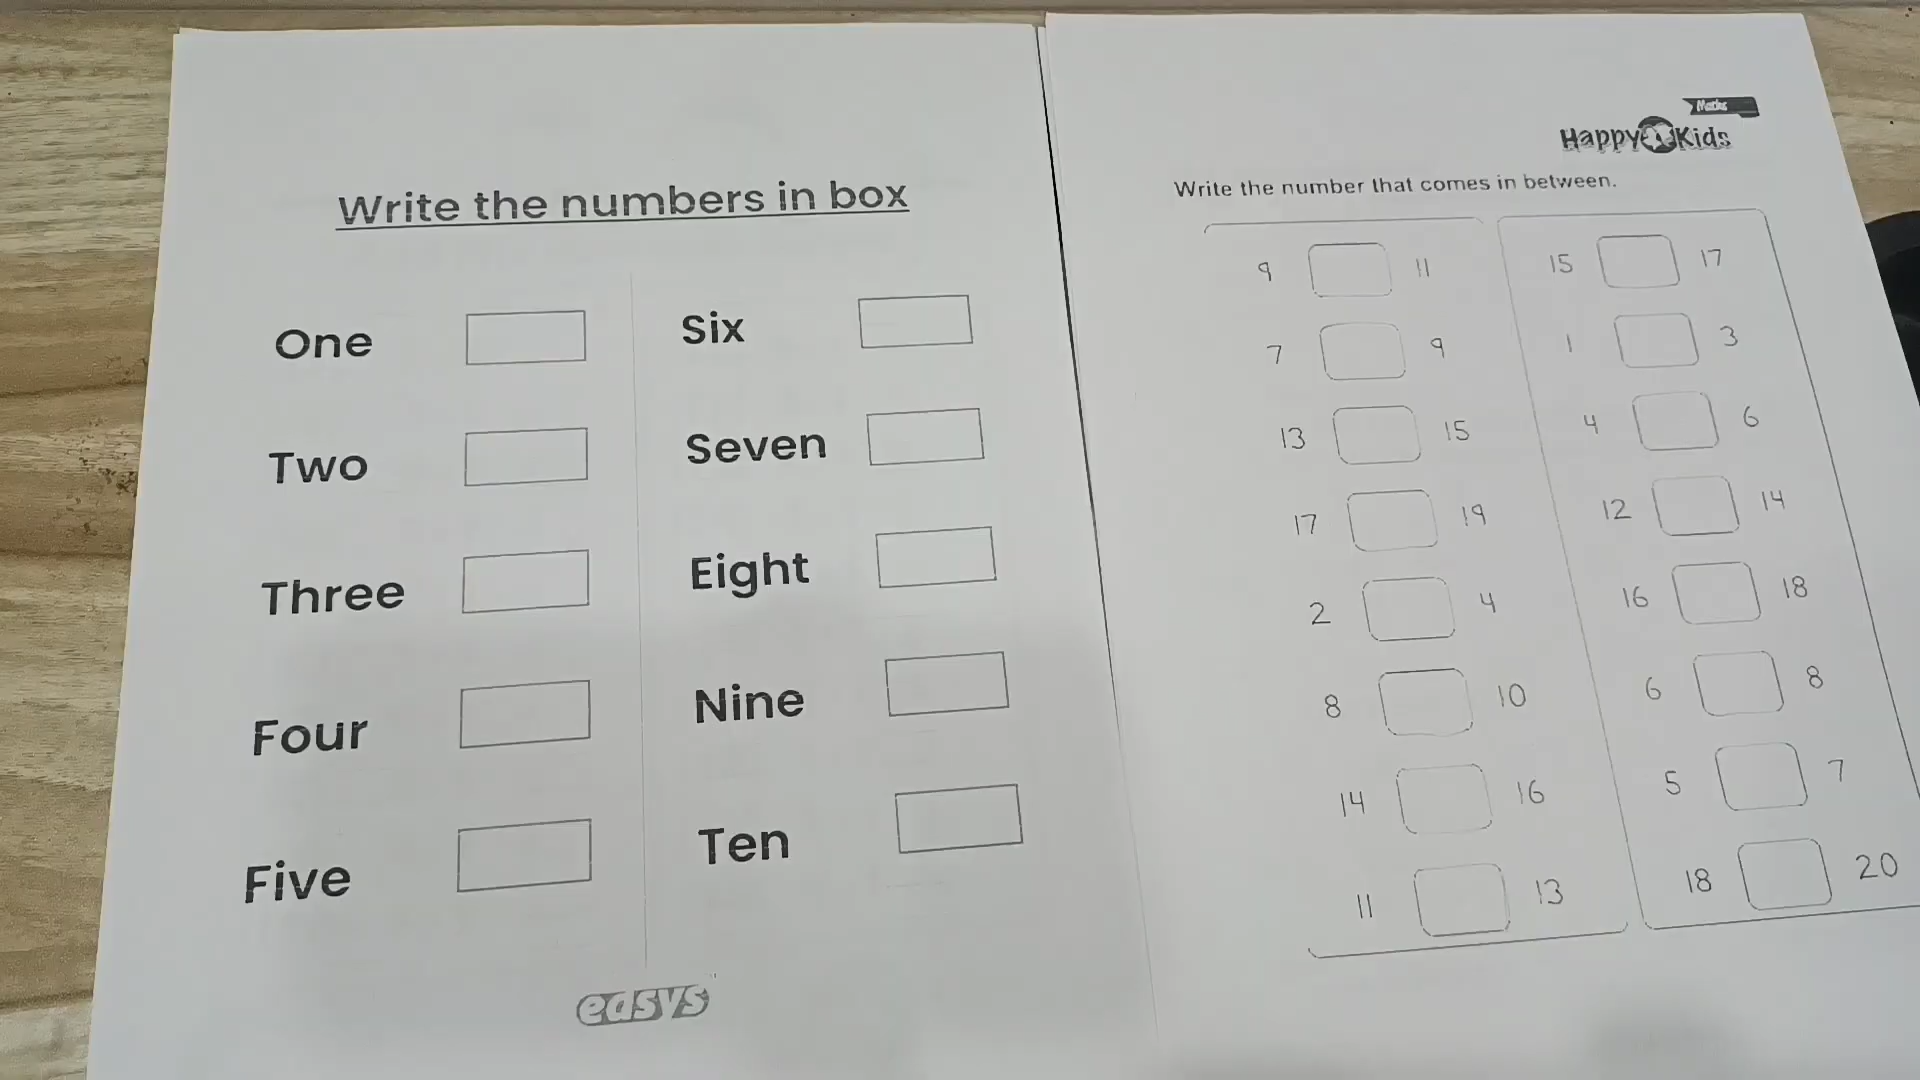 Write the numbers in box
One
Six
Two
Seven
Three
Eight
Four
Nine
Five
Ten
easys
Maths
Happy Kids
Write the number that comes in between.
9 11 15 17
7 9 1 3
13 15 4 6
17 19 12 14
2 4 16 18
8 10 6 8
14 16 5 7
11 13 18 20